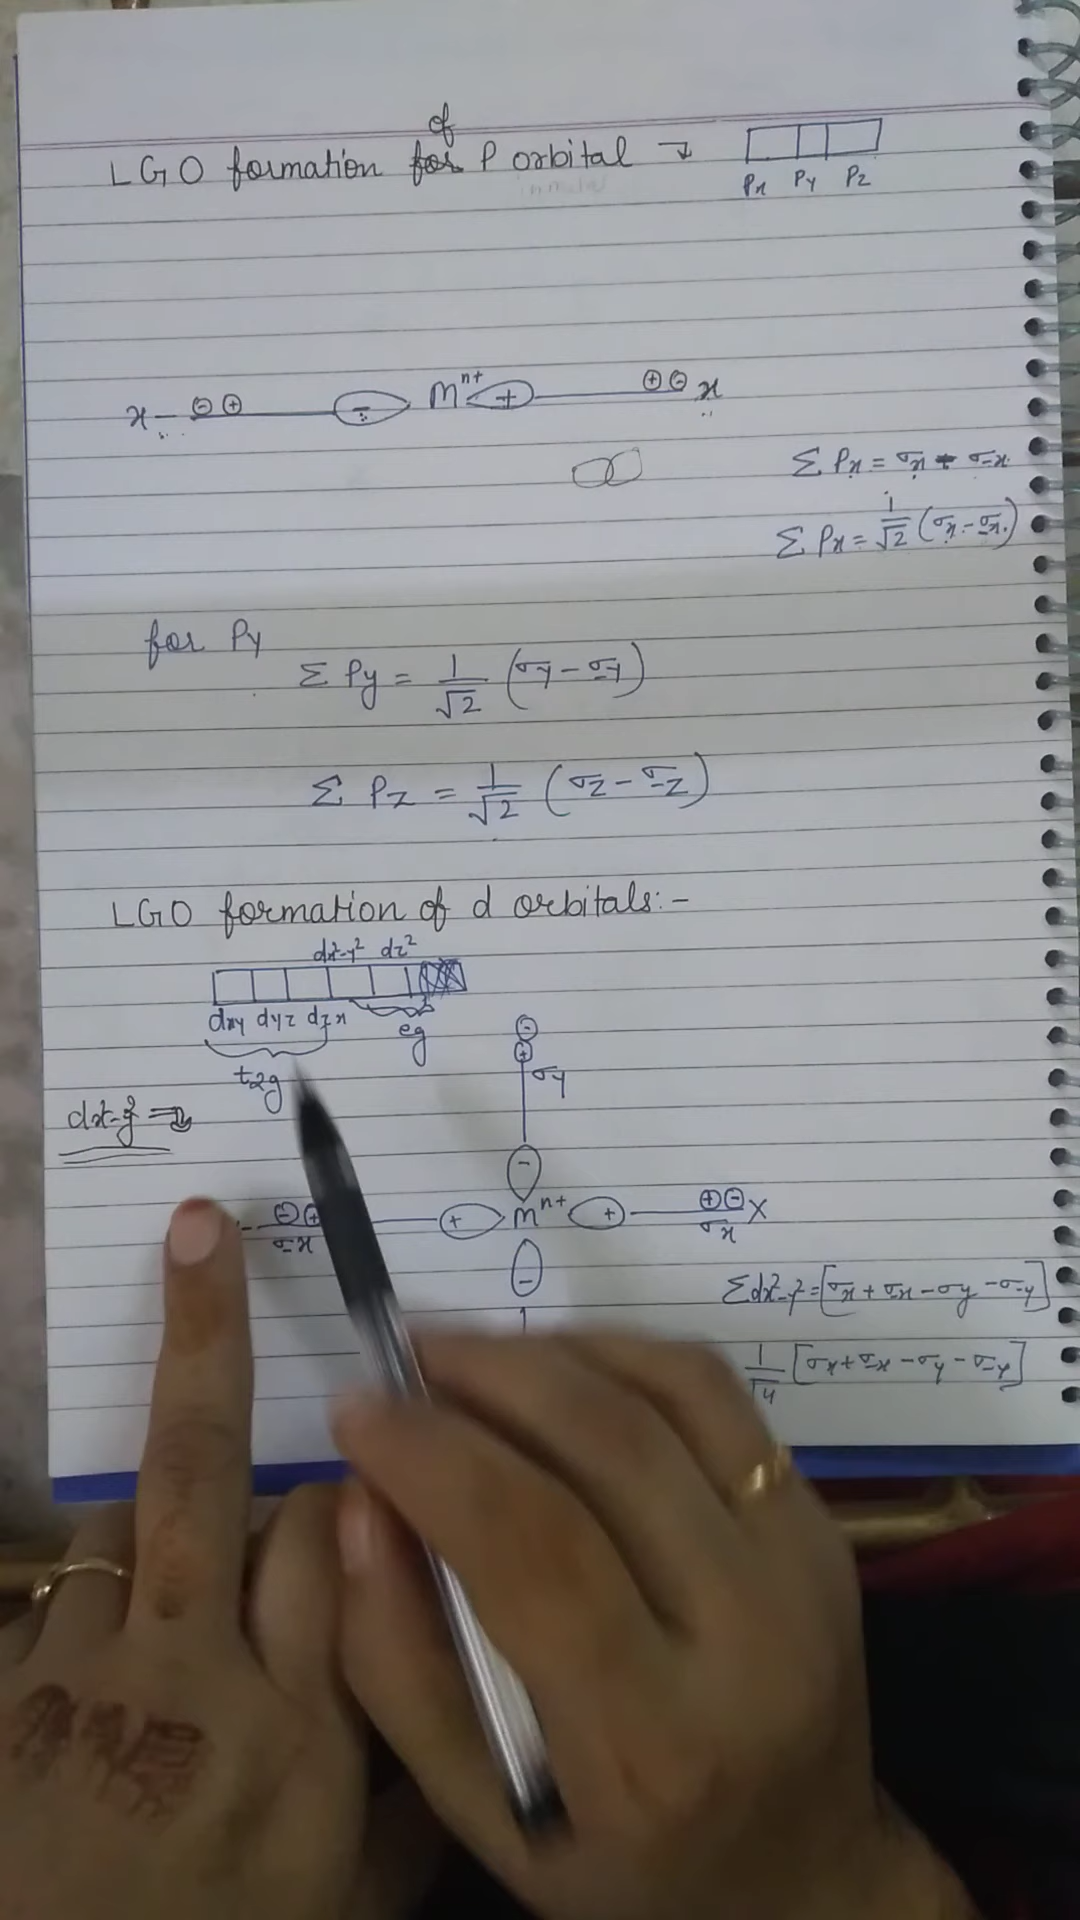 of
LGO formation for P orbital →
Px Py Pz
x ⊖⊕ - Mⁿ⁺ + ⊕⊖ x
Σ Px = σx + σ-x
Σ Px = 1/√2 (σx - σ-x)
for Py
Σ Py = 1/√2 (σy - σ-y)
Σ Pz = 1/√2 (σz - σ-z)
LGO formation of d orbitals:-
dx²-y² dz²
dxy dyz dzx
eg
t2g
⊖
⊕
σy
dx²-y² =
-
⊖⊕ + Mⁿ⁺ + ⊕⊖ X
σ-x σx
-
Σdx²-y² = [σx + σ-x - σy - σ-y]
1/√4 [σx + σ-x - σy - σ-y]